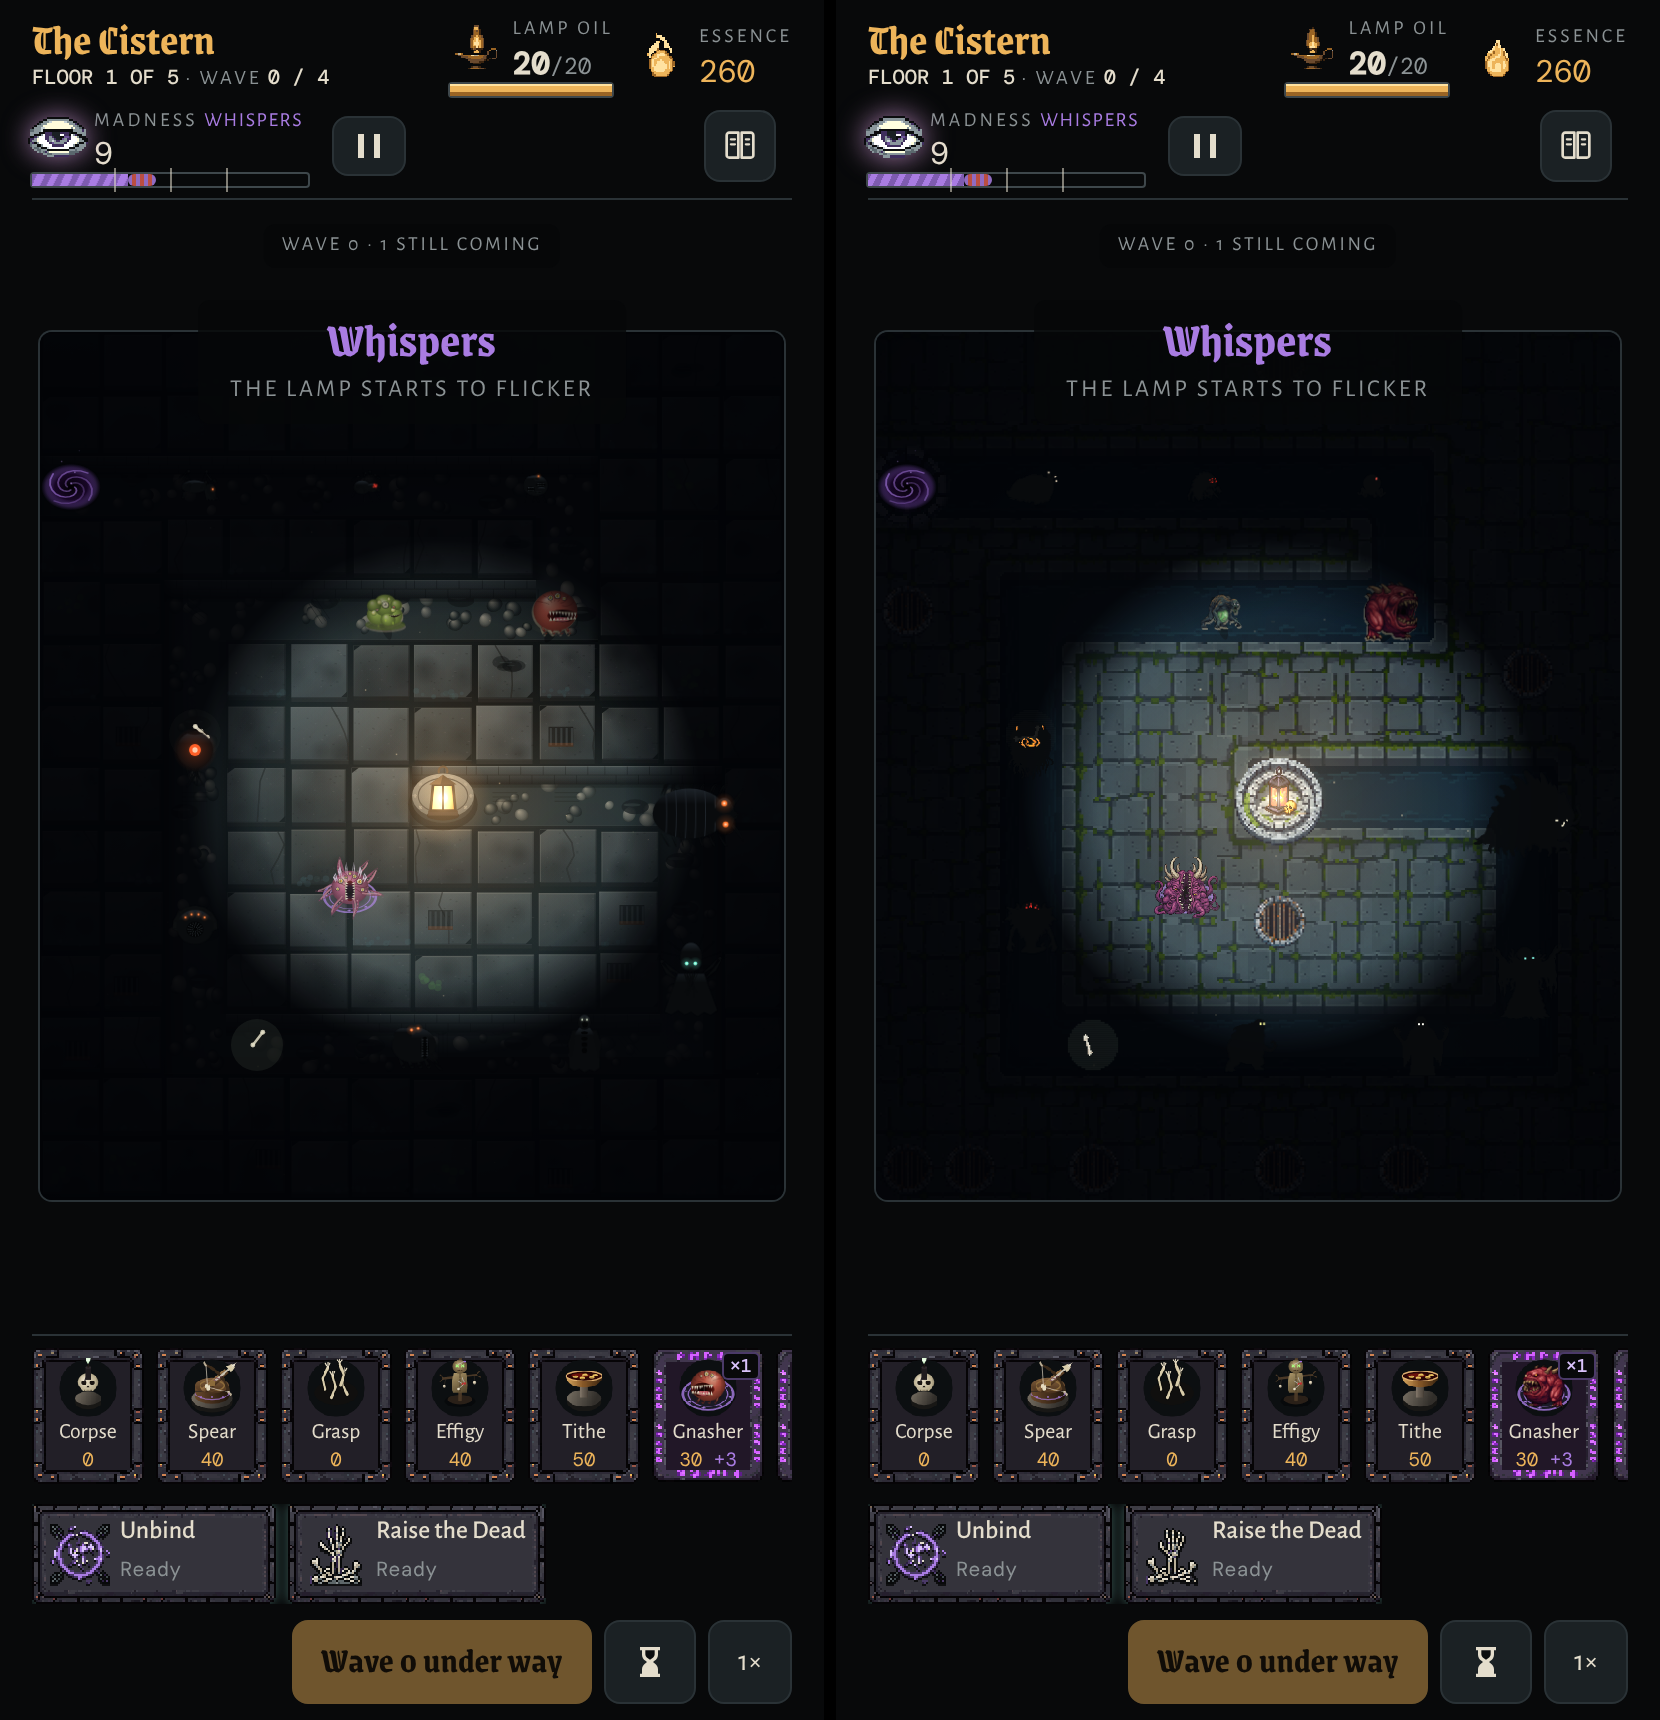 The Cistern
FLOOR 1 OF 5 · WAVE 0 / 4
LAMP OIL
20/20
ESSENCE
260
MADNESS WHISPERS
9
WAVE 0 · 1 STILL COMING
Whispers
THE LAMP STARTS TO FLICKER
Corpse
0
Spear
40
Grasp
0
Effigy
40
Tithe
50
×1
Gnasher
30 +3
Unbind
Ready
Raise the Dead
Ready
Wave 0 under way
1×
The Cistern
FLOOR 1 OF 5 · WAVE 0 / 4
LAMP OIL
20/20
ESSENCE
260
MADNESS WHISPERS
9
WAVE 0 · 1 STILL COMING
Whispers
THE LAMP STARTS TO FLICKER
Corpse
0
Spear
40
Grasp
0
Effigy
40
Tithe
50
×1
Gnasher
30 +3
Unbind
Ready
Raise the Dead
Ready
Wave 0 under way
1×